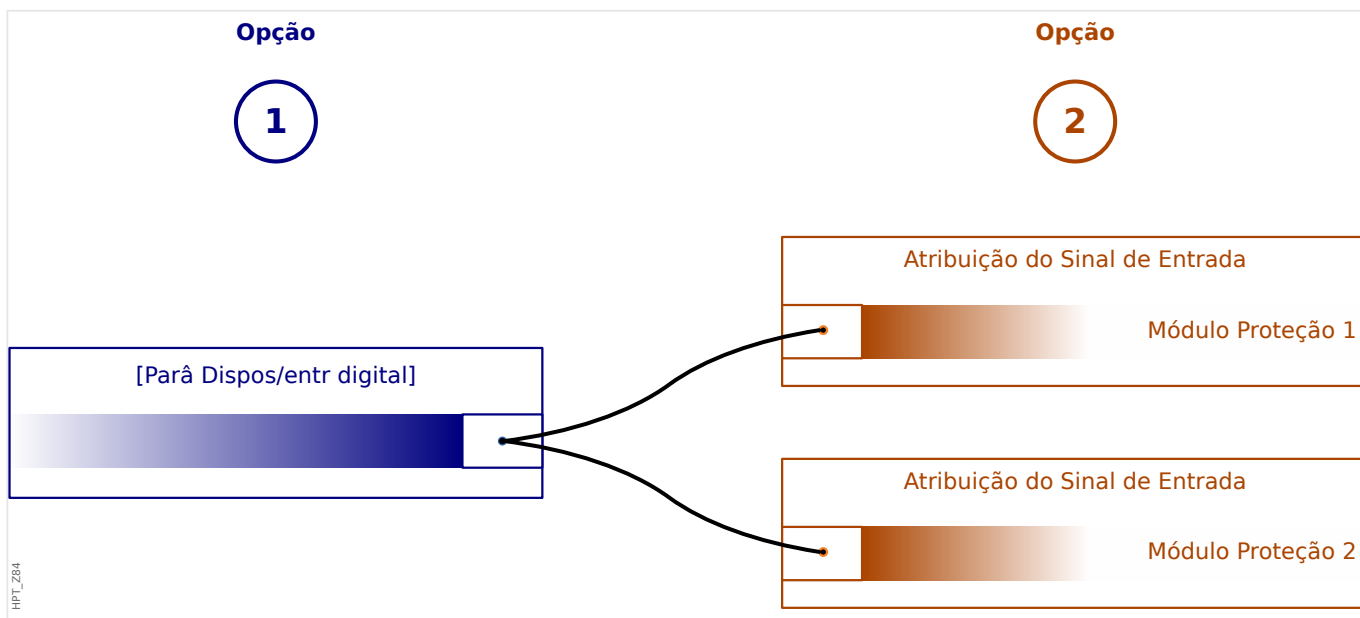 Opção
1
Opção
2
[Parâ Dispos/entr digital]
Atribuição do Sinal de Entrada
Módulo Proteção 1
Atribuição do Sinal de Entrada
Módulo Proteção 2
HPT_Z84